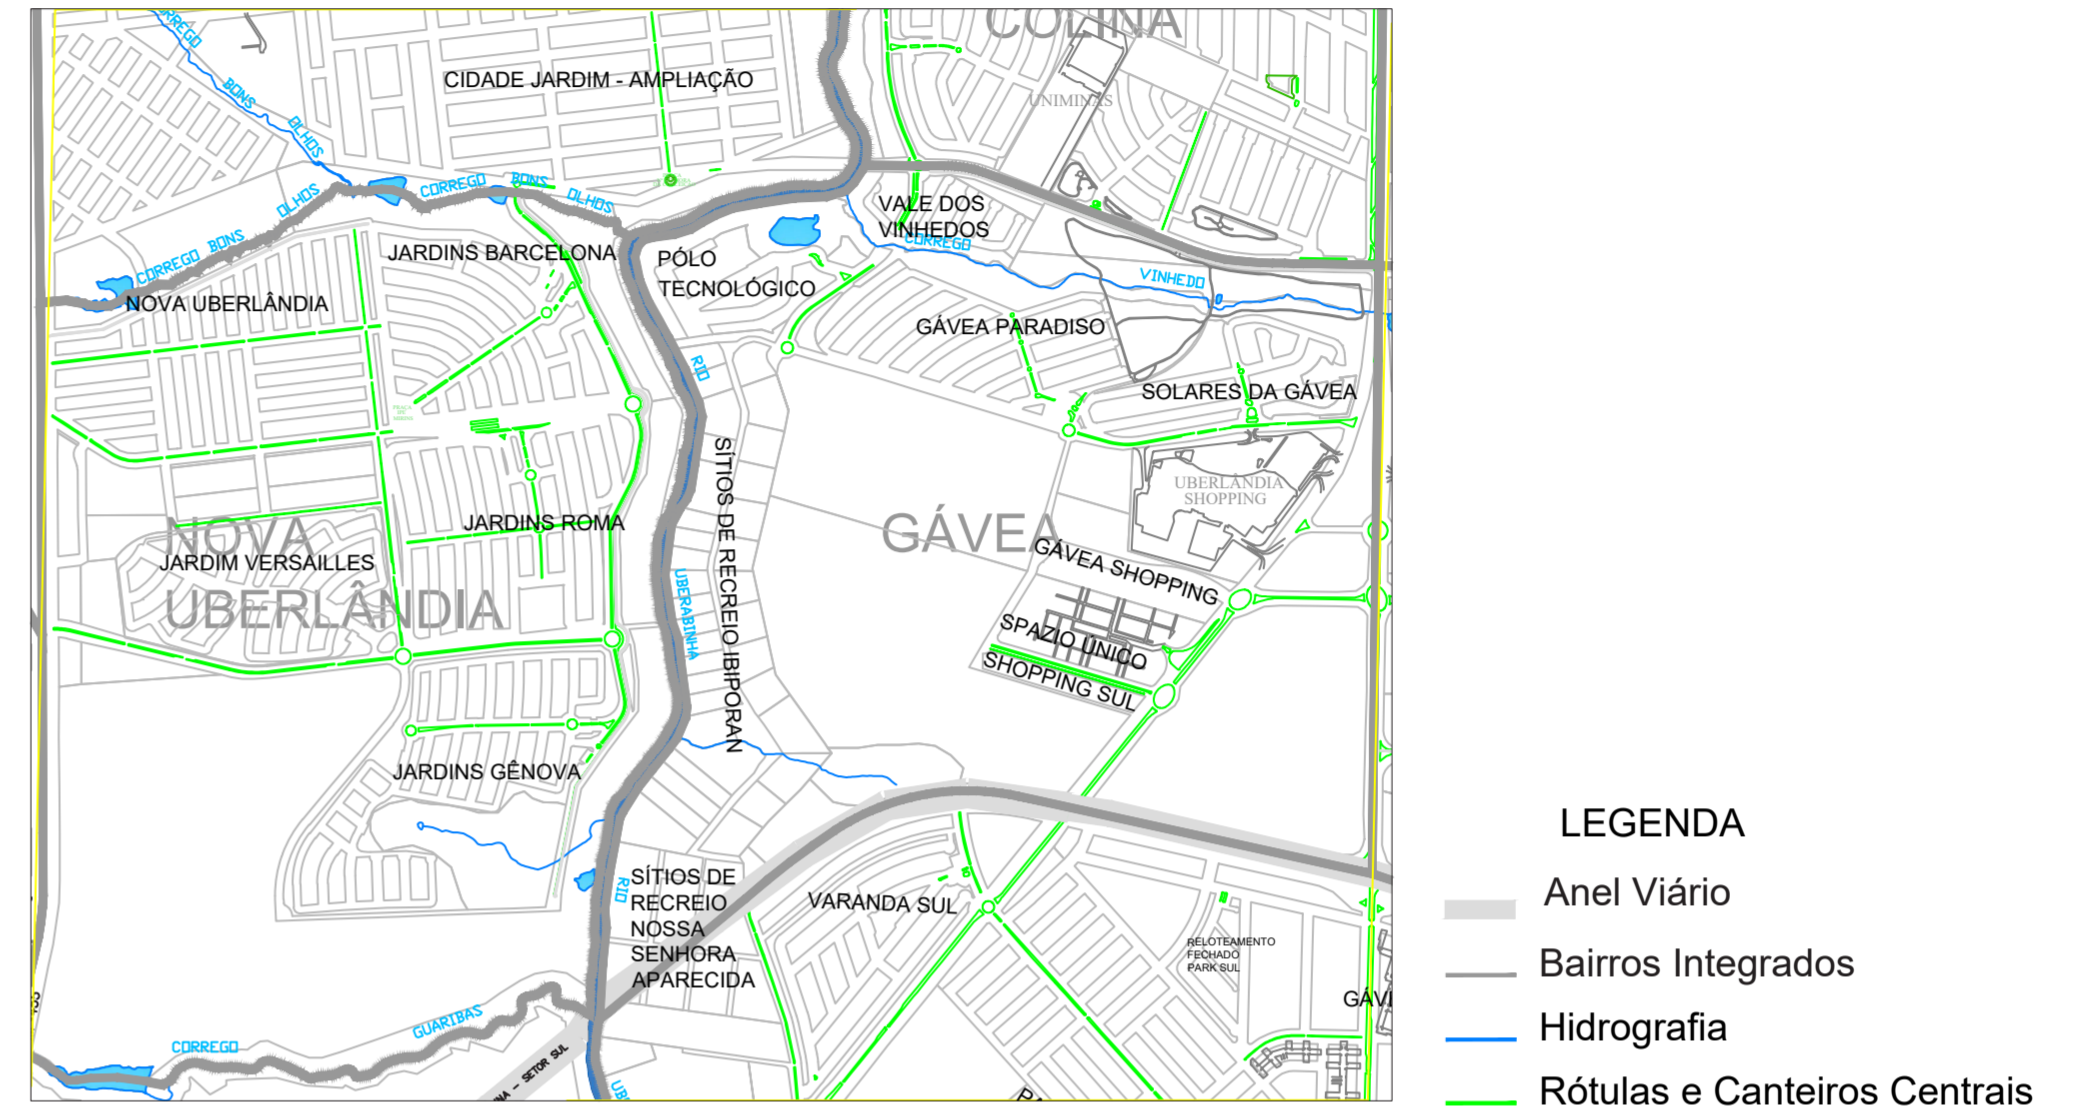 COLINA
CORREGO
CIDADE JARDIM - AMPLIAÇÃO
BONS
UNIMINAS
OLHOS
CORREGO BONS OLHOS
CORREGO BONS OLHOS
VALE DOS
VINHEDOS
CORREGO
VINHEDO
JARDINS BARCELONA
PÓLO
TECNOLÓGICO
NOVA UBERLÂNDIA
GÁVEA PARADISO
RIO
SOLARES DA GÁVEA
PRAÇA
SÍTIOS DE RECREIO IBIPORAN
UBERLÂNDIA
SHOPPING
JARDINS ROMA
GÁVEA
NOVA
UBERLÂNDIA
JARDIM VERSAILLES
GÁVEA SHOPPING
UBERABINHA
SPAZIO ÚNICO
SHOPPING SUL
JARDINS GÊNOVA
RIO
SÍTIOS DE
RECREIO
NOSSA
SENHORA
APARECIDA
VARANDA SUL
RELOTEAMENTO
FECHADO
PARK SUL
CORREGO
GUARIBAS
SETOR SUL
LEGENDA
Anel Viário
Bairros Integrados
Hidrografia
Rótulas e Canteiros Centrais